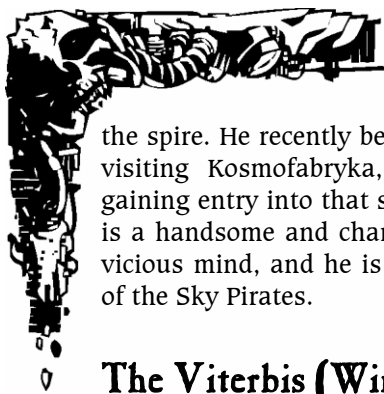 the spire. He recently be
visiting Kosmofabryka,
gaining entry into that s
is a handsome and char
vicious mind, and he is
of the Sky Pirates.
The Viterbis (Win